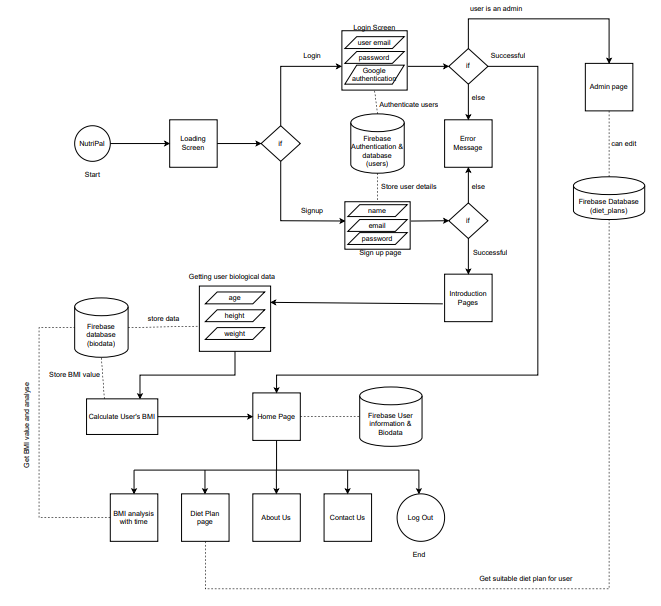 user is an admin
Login Screen
user email
password
Google
authentication
Login
if
Successful
Admin page
else
Authenticate users
NutriPal
Start
Loading
Screen
if
Firebase
Authentication &
database
(users)
Error
Message
can edit
Store user details
else
Firebase Database
(diet_plans)
Signup
name
email
password
Sign up page
if
Successful
Getting user biological data
age
height
weight
Introduction
Pages
Firebase
database
(biodata)
store data
Store BMI value
Get BMI value and analyse
Calculate User's BMI
Home Page
Firebase User
information &
Biodata
BMI analysis
with time
Diet Plan
page
About Us
Contact Us
Log Out
End
Get suitable diet plan for user